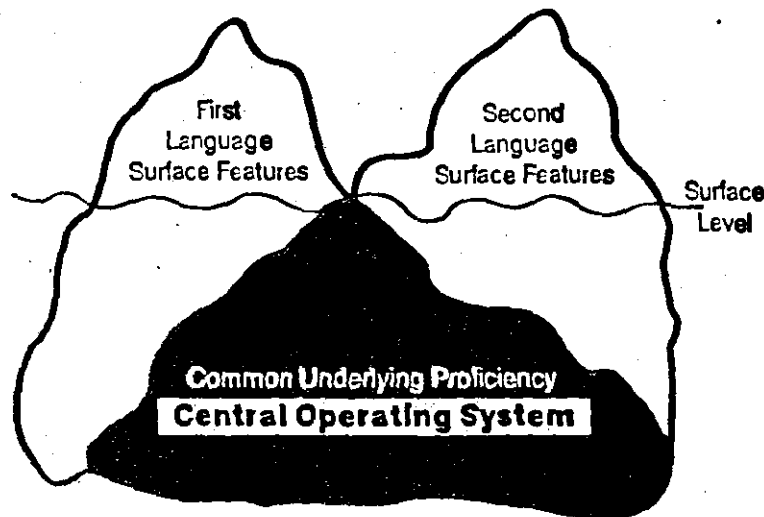 First
Language
Surface Features
Second
Language
Surface Features
Surface
Level
Common Underlying Proficiency
Central Operating System